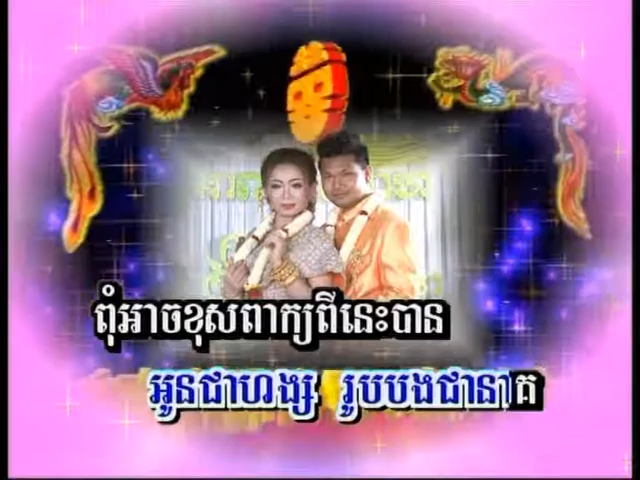 ពុំអាចខុសពាក្យពីនេះបាន
អូនជាហង្ស រូបបងជានាគ